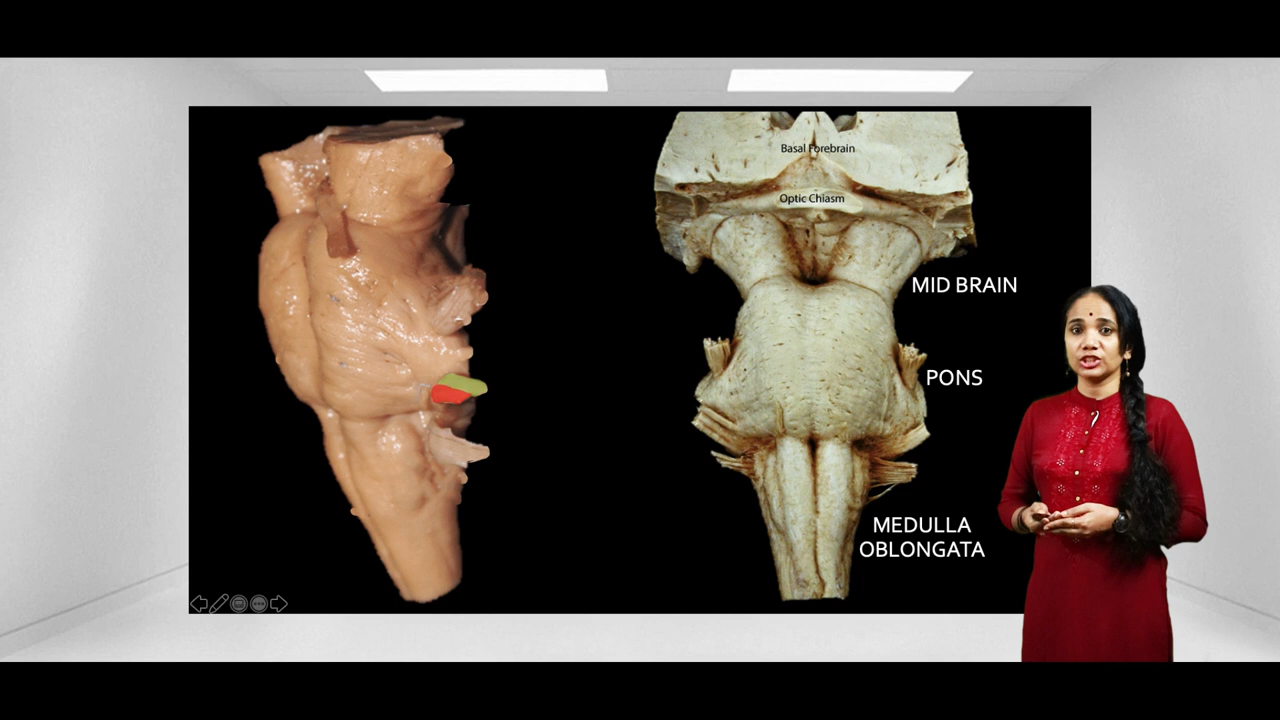 Basal Forebrain
Optic Chiasm
MID BRAIN
PONS
MEDULLA
OBLONGATA